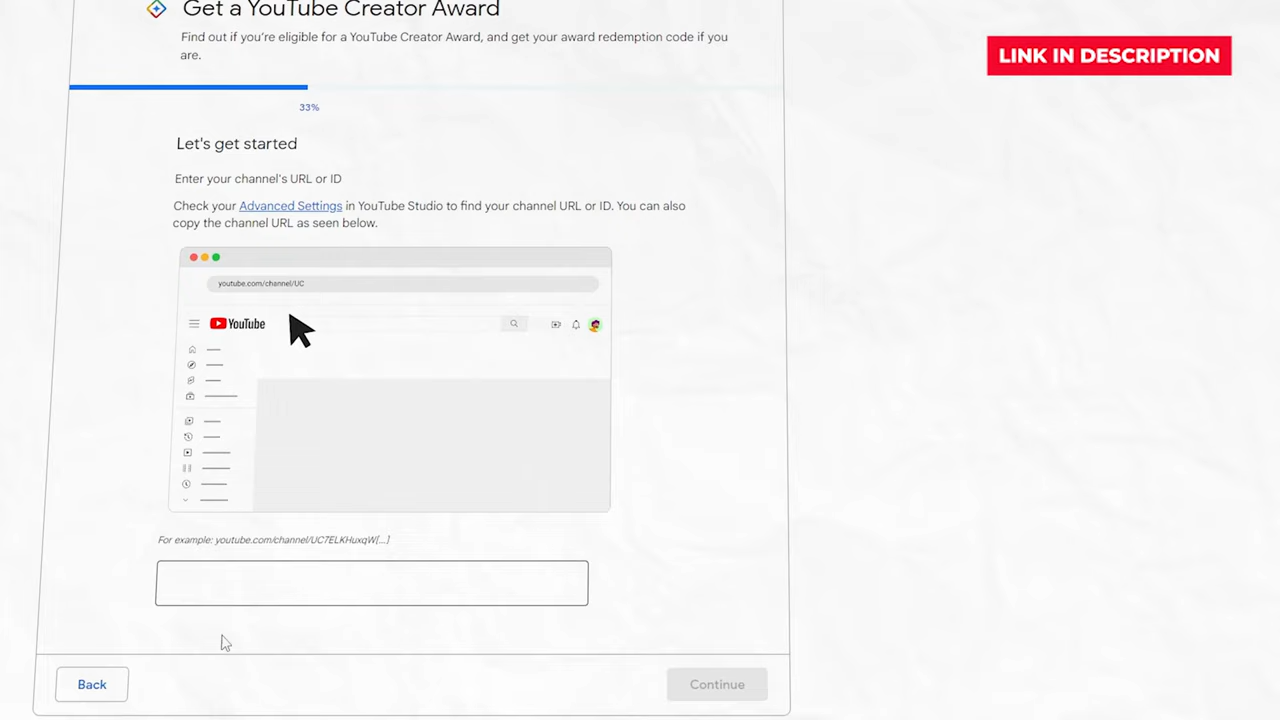 Get a YouTube Creator Award
LINK IN DESCRIPTION
Find out if you're eligible for a YouTube Creator Award, and get your award redemption code if you
are.
33%
Let's get started
Enter your channel's URL or ID
Check your Advanced Settings in YouTube Studio to find your channel URL or ID. You can also
copy the channel URL as seen below.
youtube.com/channel/UC
YouTube
For example: youtube.com/channel/UC7ELKHuxqW[...]
Back
Continue